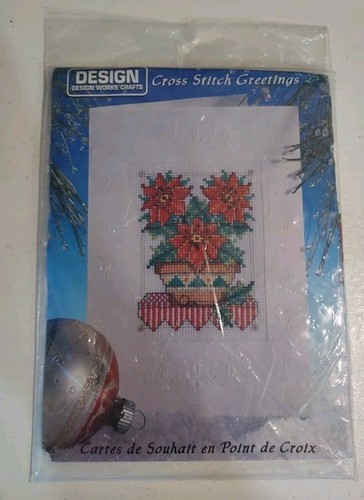 DESIGN
DESIGN WORKS CRAFTS
Cross Stitch Greetings
Cartes de Souhait en Point de Croix